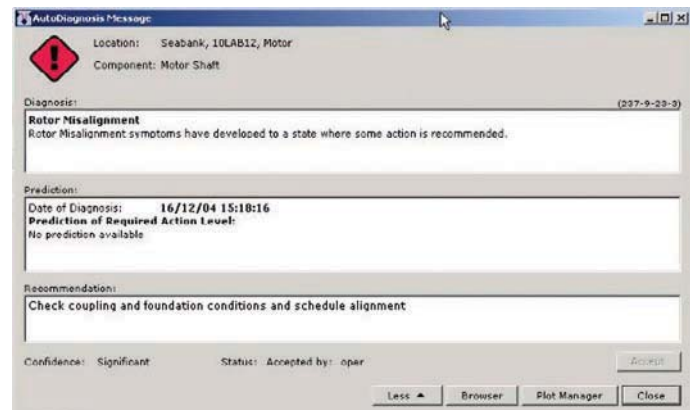 AutoDiagnosis Message
Location: Seabank, 10LAB12, Motor
Component: Motor Shaft
Diagnosis: (237-9-23-3)
Rotor Misalignment
Rotor Misalignment symptoms have developed to a state where some action is recommended.
Prediction:
Date of Diagnosis: 16/12/04 15:18:16
Prediction of Required Action Level:
No prediction available
Recommendation:
Check coupling and foundation conditions and schedule alignment
Confidence: Significant Status: Accepted by: oper Accept
Less Browser Plot Manager Close